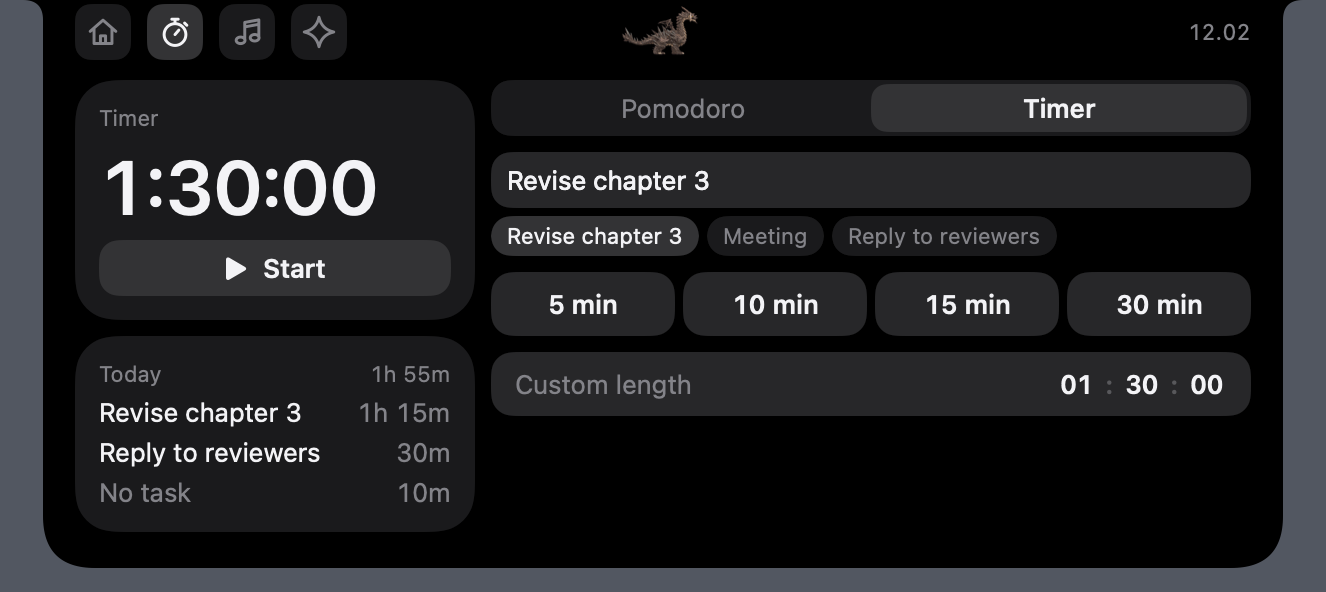 12.02
Timer
1:30:00
Start
Today 1h 55m
Revise chapter 3 1h 15m
Reply to reviewers 30m
No task 10m
Pomodoro Timer
Revise chapter 3
Revise chapter 3 Meeting Reply to reviewers
5 min 10 min 15 min 30 min
Custom length 01 : 30 : 00